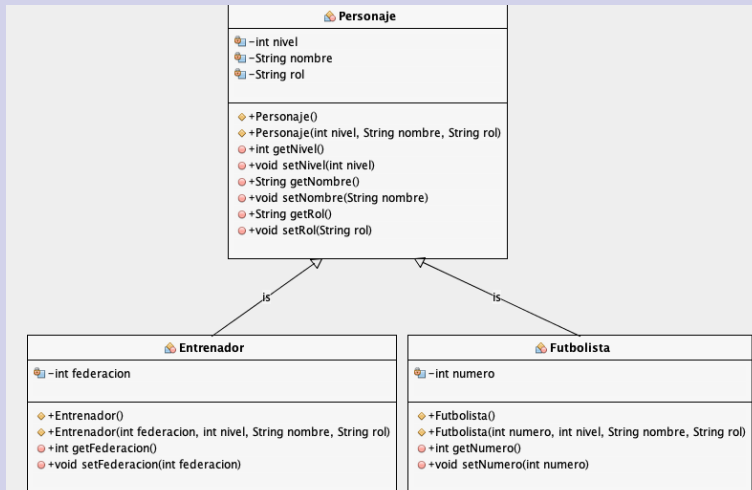 Personaje
-int nivel
-String nombre
-String rol
+Personaje()
+Personaje(int nivel, String nombre, String rol)
+int getNivel()
+void setNivel(int nivel)
+String getNombre()
+void setNombre(String nombre)
+String getRol()
+void setRol(String rol)
is
is
Entrenador
-int federacion
+Entrenador()
+Entrenador(int federacion, int nivel, String nombre, String rol)
+int getFederacion()
+void setFederacion(int federacion)
Futbolista
-int numero
+Futbolista()
+Futbolista(int numero, int nivel, String nombre, String rol)
+int getNumero()
+void setNumero(int numero)